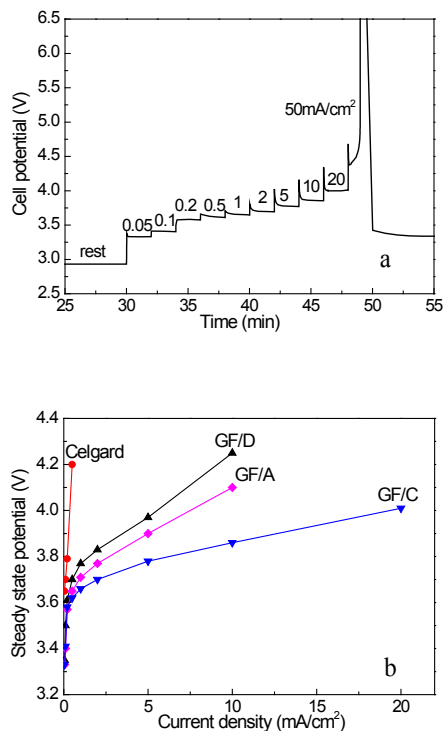 6.5
6.0
5.5
5.0
4.5
4.0
3.5
3.0
2.5
Cell potential (V)
50mA/cm²
rest
0.05
0.1
0.2
0.5
1
2
5
10
20
a
25 30 35 40 45 50 55
Time (min)
4.4
4.2
4.0
3.8
3.6
3.4
3.2
Steady state potential (V)
Celgard
GF/D
GF/A
GF/C
b
0 5 10 15 20
Current density (mA/cm²)